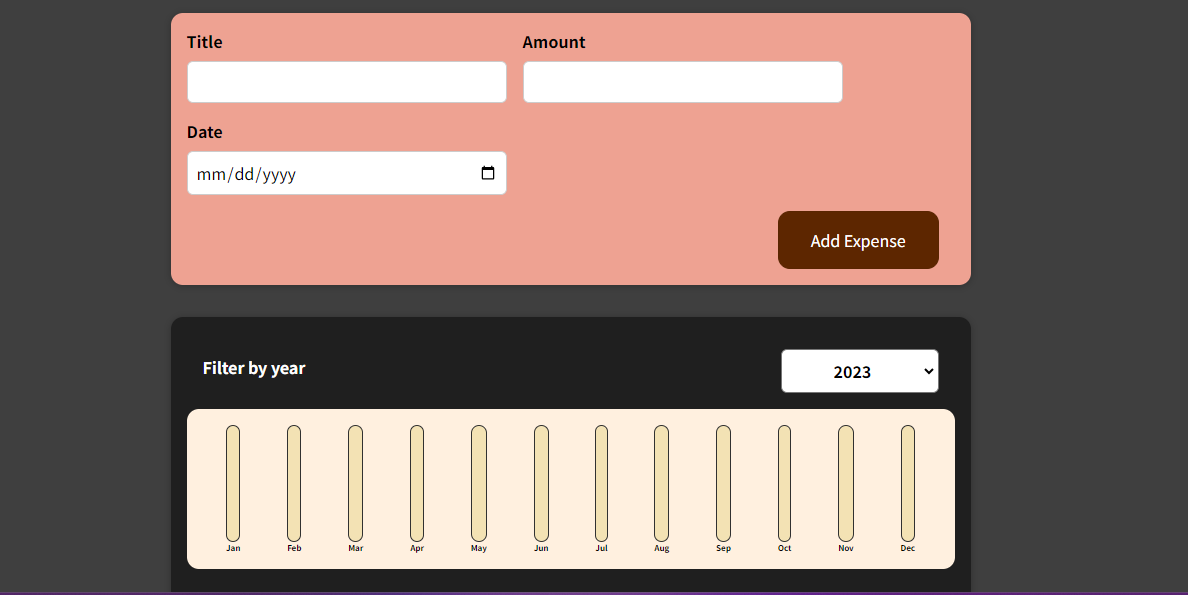 Title Amount
Date
mm/dd/yyyy
Add Expense
Filter by year 2023
Jan Feb Mar Apr May Jun Jul Aug Sep Oct Nov Dec